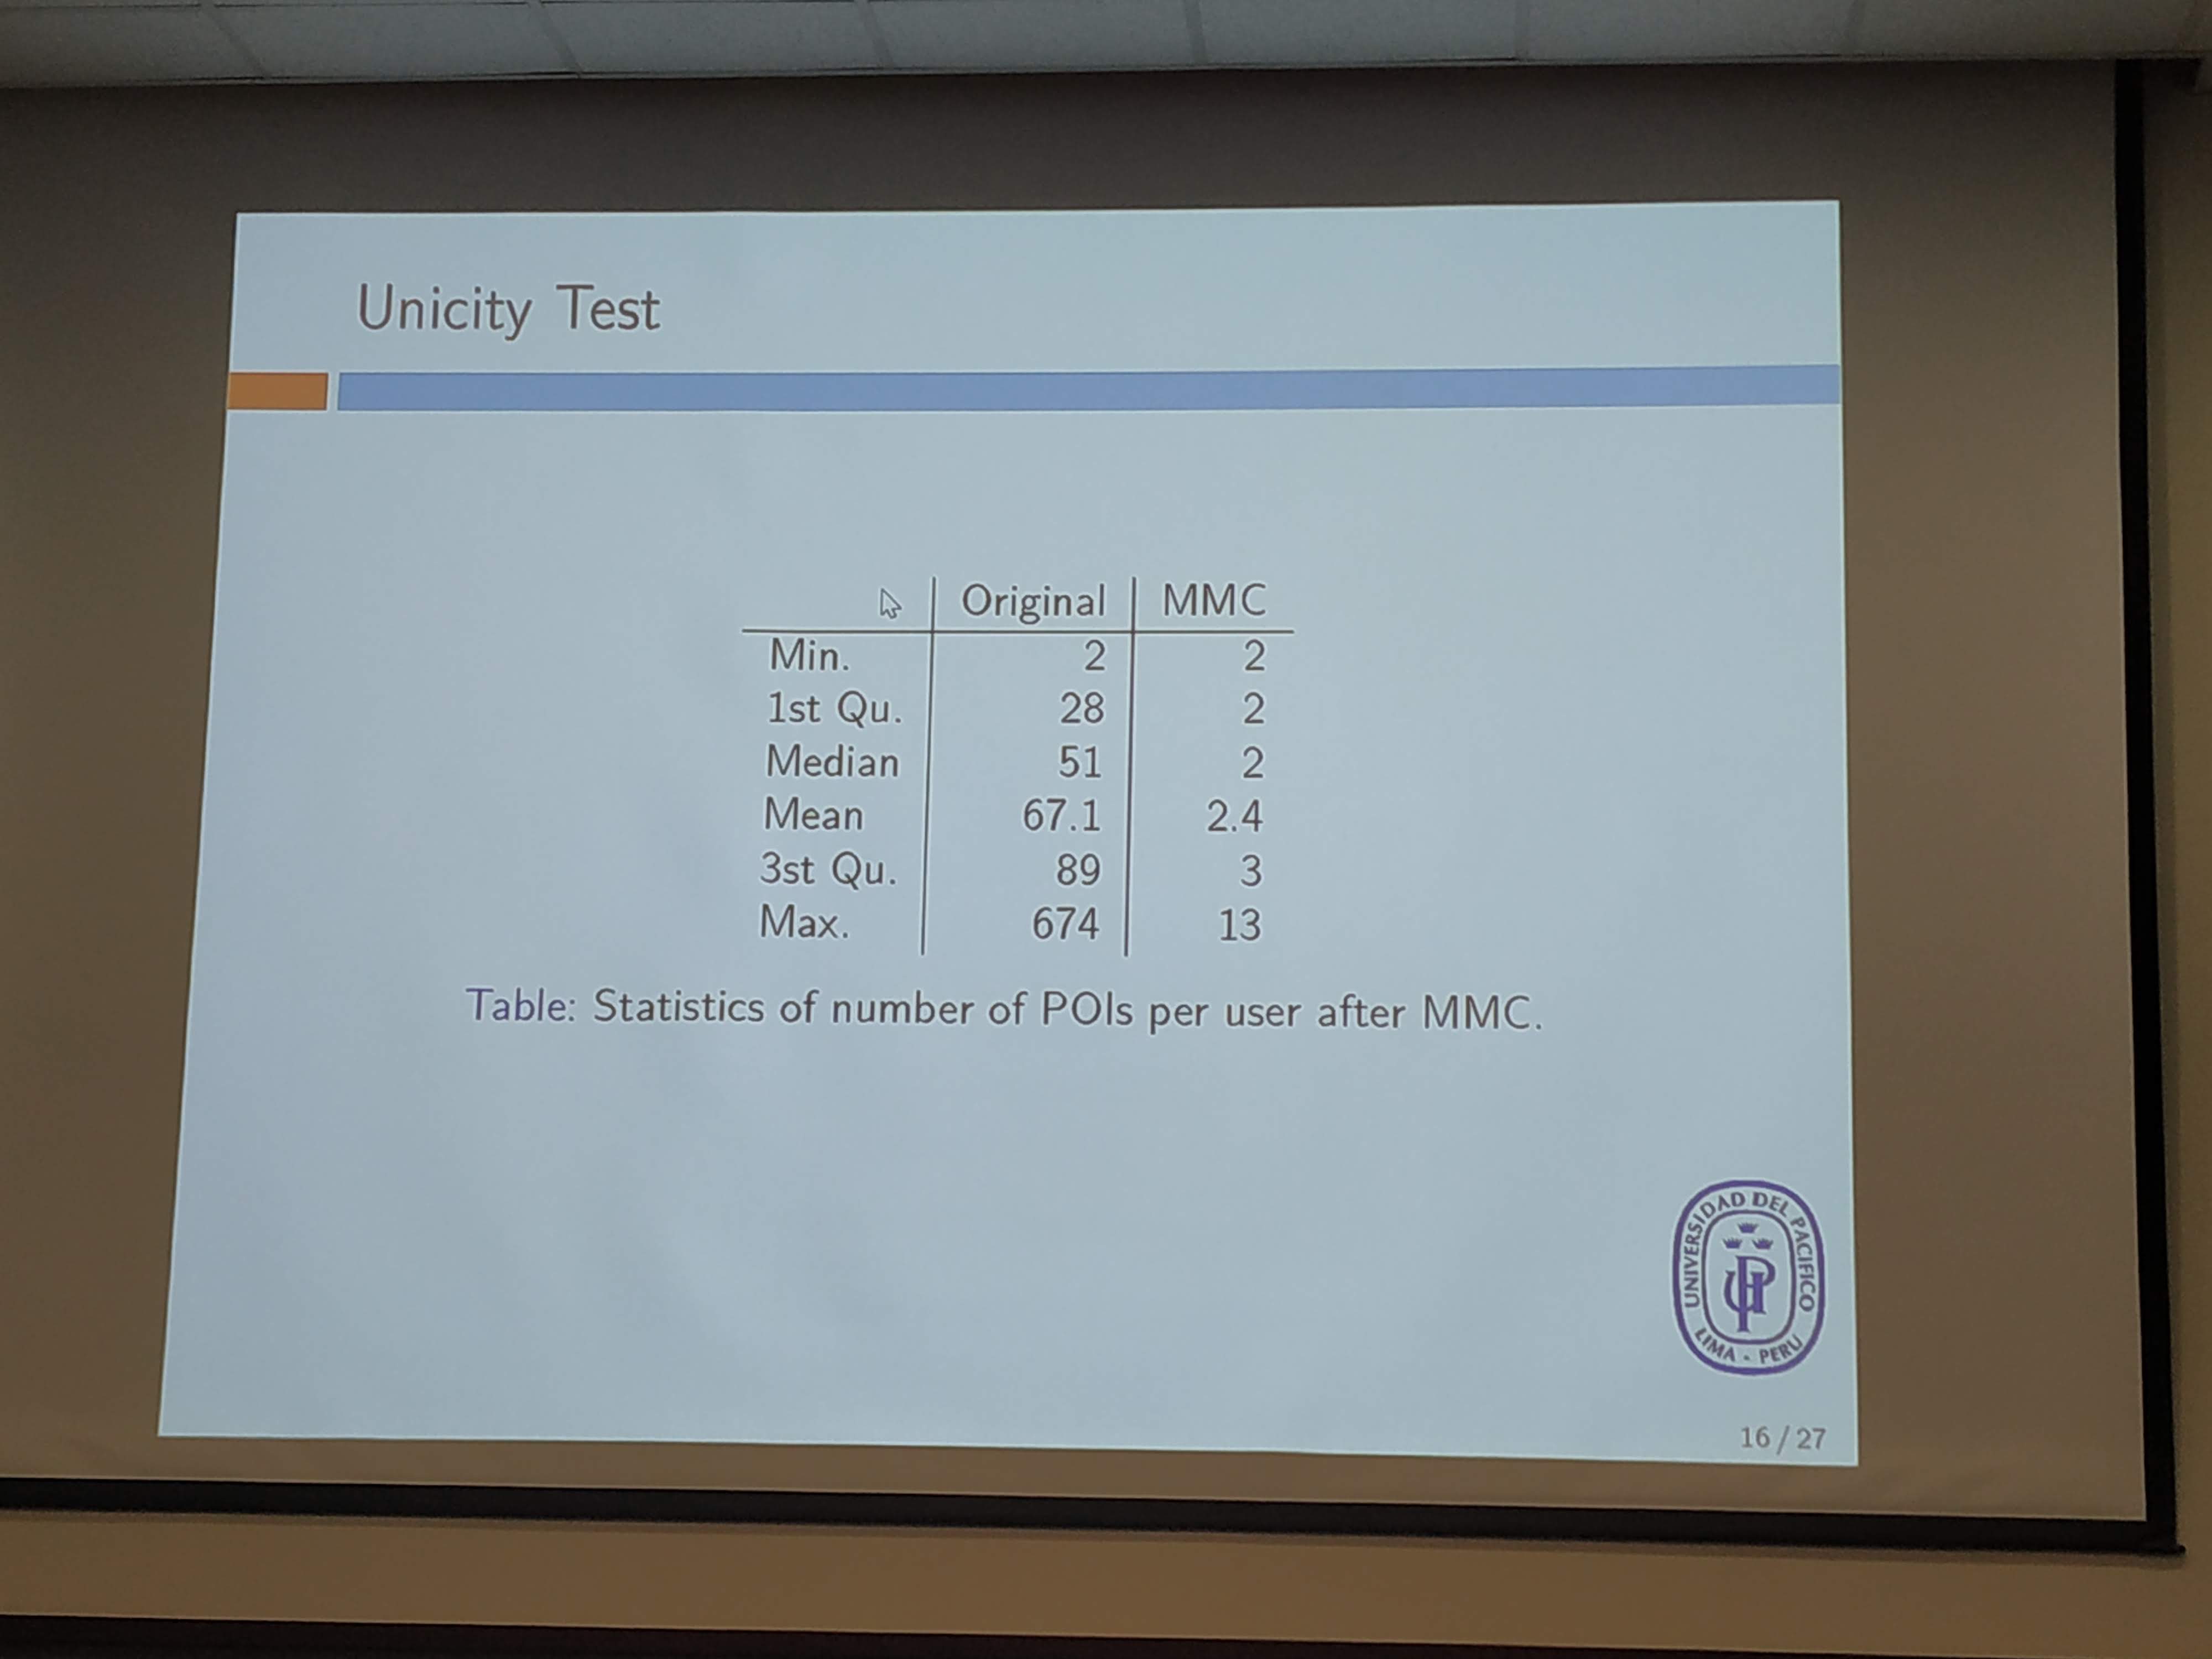 Unicity Test
Original MMC
Min. 2 2
1st Qu. 28 2
Median 51 2
Mean 67.1 2.4
3st Qu. 89 3
Max. 674 13
Table: Statistics of number of POIs per user after MMC.
UNIVERSIDAD DEL PACIFICO
UP
LIMA - PERU
16 / 27